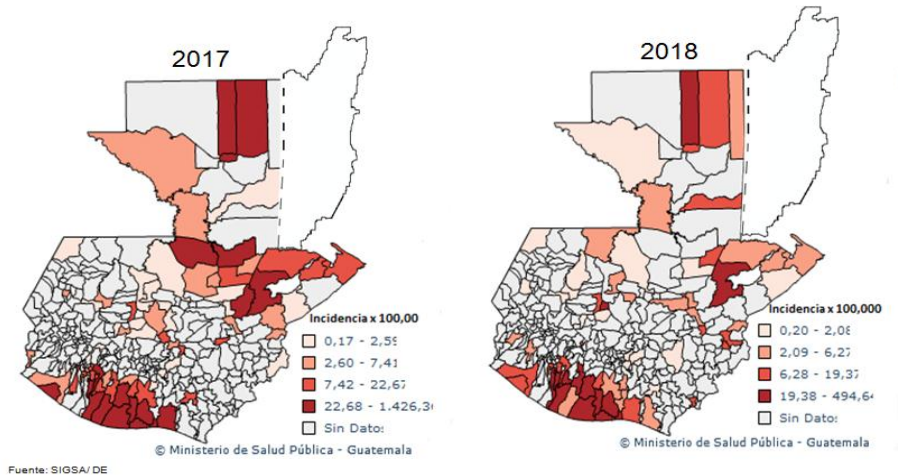 2017
Incidencia x 100,00
0,17 - 2,59
2,60 - 7,41
7,42 - 22,67
22,68 - 1.426,3
Sin Dato:
© Ministerio de Salud Pública - Guatemala
2018
Incidencia x 100,000
0,20 - 2,08
2,09 - 6,27
6,28 - 19,37
19,38 - 494,64
Sin Dato:
© Ministerio de Salud Pública - Guatemala
Fuente: SIGSA/ DE